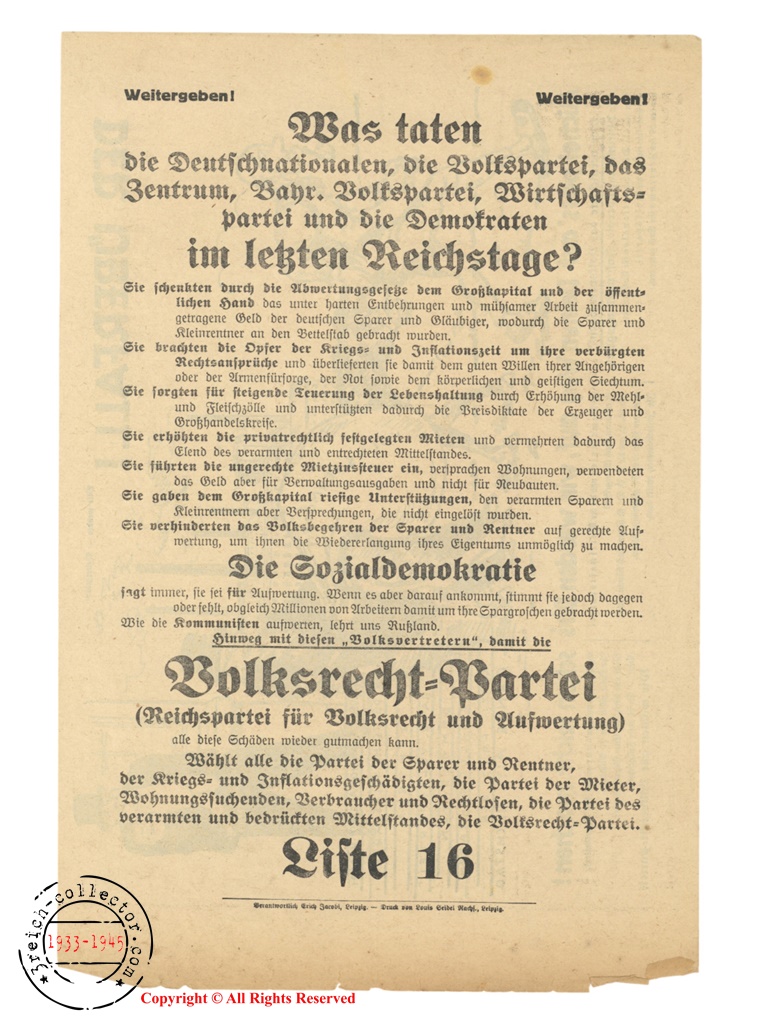 Weitergeben! Weitergeben!
Was taten
die Deutschnationalen, die Volkspartei, das
Zentrum, Bayr. Volkspartei, Wirtschafts-
partei und die Demokraten
im letzten Reichstage?
Sie schenkten durch die Abwertungsgesetze dem Großkapital und der öffent-
lichen Hand das unter harten Entbehrungen und mühsamer Arbeit zusammen-
getragene Geld der deutschen Sparer und Gläubiger, wodurch die Sparer und
Kleinrentner an den Bettelstab gebracht wurden.
Sie brachten die Opfer der Kriegs- und Inflationszeit um ihre verbürgten
Rechtsansprüche und überlieferten sie damit dem guten Willen ihrer Angehörigen
oder der Armenfürsorge, der Not sowie dem körperlichen und geistigen Siechtum.
Sie sorgten für steigende Teuerung der Lebenshaltung durch Erhöhung der Mehl-
und Fleischzölle und unterstützten dadurch die Preisdiktate der Erzeuger und
Großhandelskreise.
Sie erhöhten die privatrechtlich festgelegten Mieten und vermehrten dadurch das
Elend des verarmten und entrechteten Mittelstandes.
Sie führten die ungerechte Mietzinssteuer ein, versprachen Wohnungen, verwendeten
das Geld aber für Verwaltungsausgaben und nicht für Neubauten.
Sie gaben dem Großkapital riesige Unterstützungen, den verarmten Sparern und
Kleinrentnern aber Versprechungen, die nicht eingelöst wurden.
Sie verhinderten das Volksbegehren der Sparer und Rentner auf gerechte Auf-
wertung, um ihnen die Wiedererlangung ihres Eigentums unmöglich zu machen.
Die Sozialdemokratie
sagt immer, sie sei für Aufwertung. Wenn es aber darauf ankommt, stimmt sie jedoch dagegen
oder fehlt, obgleich Millionen von Arbeitern damit um ihre Spargroschen gebracht werden.
Wie die Kommunisten aufwerten, lehrt uns Rußland.
Hinweg mit diesen „Volksvertretern“, damit die
Volksrecht-Partei
(Reichspartei für Volksrecht und Aufwertung)
alle diese Schäden wieder gutmachen kann.
Wählt alle die Partei der Sparer und Rentner,
der Kriegs- und Inflationsgeschädigten, die Partei der Mieter,
Wohnungssuchenden, Verbraucher und Rechtlosen, die Partei des
verarmten und bedrückten Mittelstandes, die Volksrecht-Partei.
Liste 16
Verantwortlich Erich Jacobi, Leipzig. — Druck von Louis Seidel Nachf., Leipzig.
3reich-collector.com
1933-1945
Copyright © All Rights Reserved